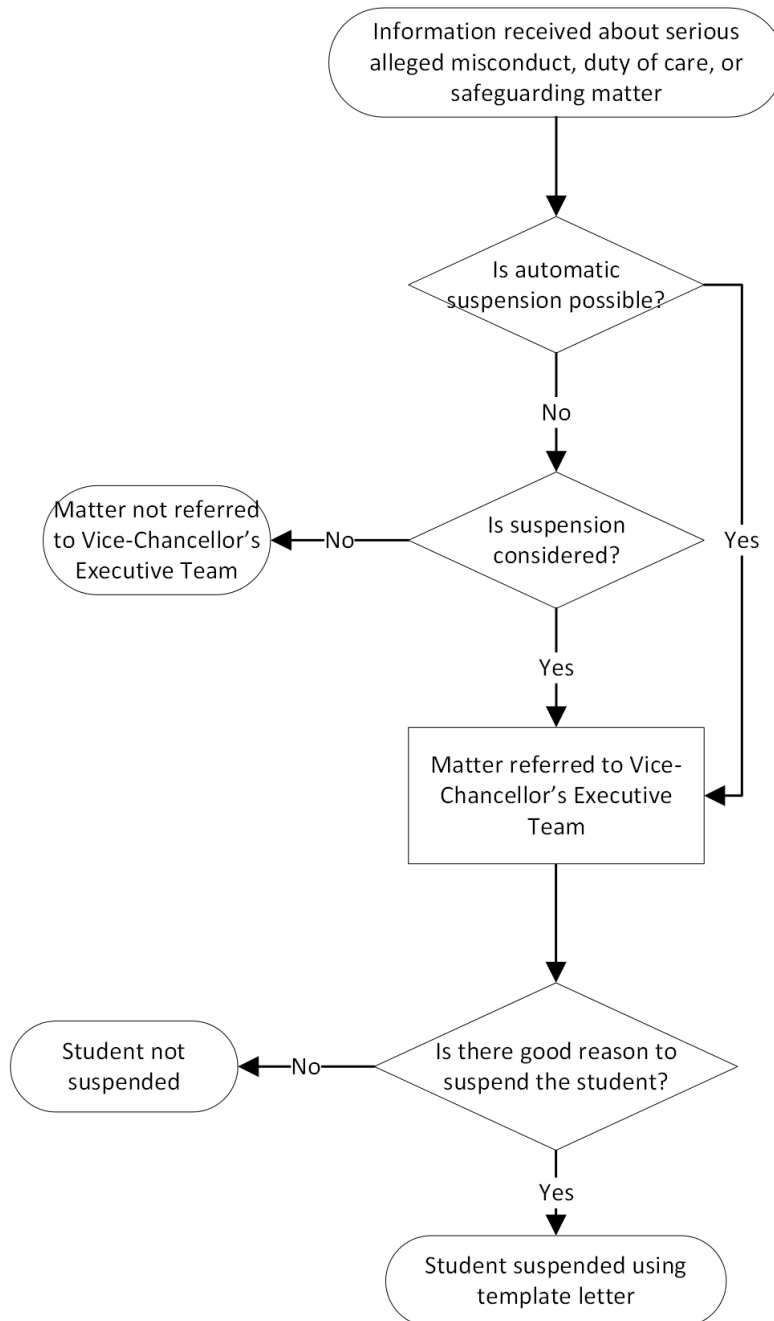 Information received about serious
alleged misconduct, duty of care, or
safeguarding matter
Is automatic
suspension possible?
No
Yes
Is suspension
considered?
No
Matter not referred
to Vice-Chancellor’s
Executive Team
Yes
Matter referred to Vice-
Chancellor’s Executive
Team
Is there good reason to
suspend the student?
No
Student not
suspended
Yes
Student suspended using
template letter